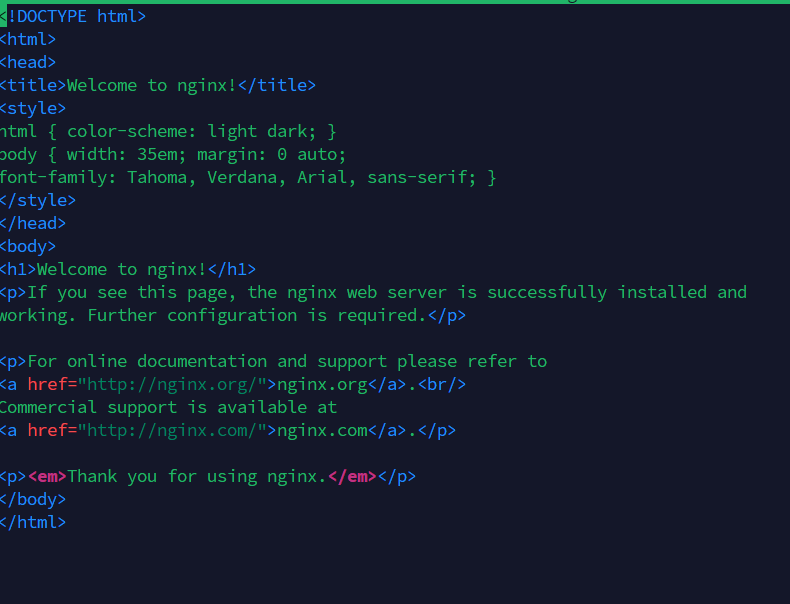 <!DOCTYPE html>
<html>
<head>
<title>Welcome to nginx!</title>
<style>
html { color-scheme: light dark; }
body { width: 35em; margin: 0 auto;
font-family: Tahoma, Verdana, Arial, sans-serif; }
</style>
</head>
<body>
<h1>Welcome to nginx!</h1>
<p>If you see this page, the nginx web server is successfully installed and
working. Further configuration is required.</p>

<p>For online documentation and support please refer to
<a href="http://nginx.org/">nginx.org</a>.<br/>
Commercial support is available at
<a href="http://nginx.com/">nginx.com</a>.</p>

<p><em>Thank you for using nginx.</em></p>
</body>
</html>